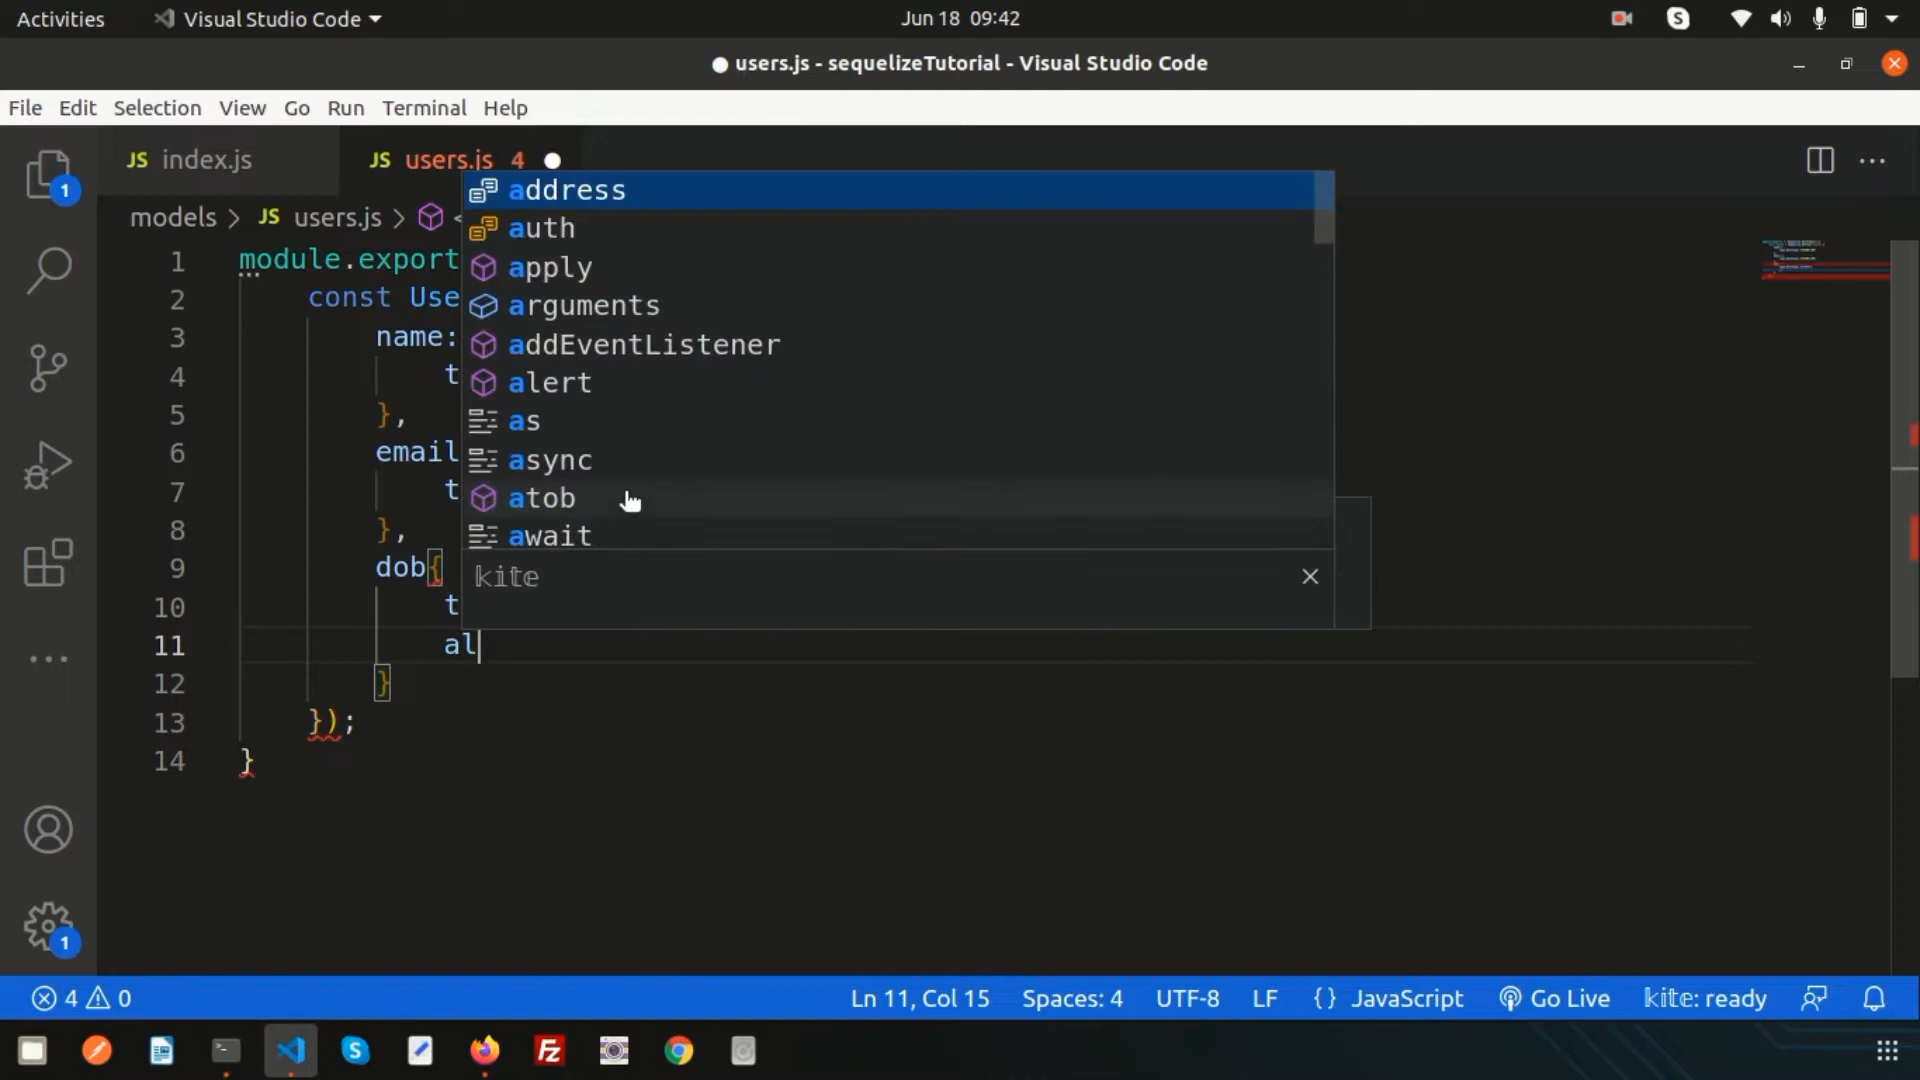 Activities Visual Studio Code Jun 18 09:42
users.js - sequelizeTutorial - Visual Studio Code
File Edit Selection View Go Run Terminal Help
JS index.js JS users.js 4
models > JS users.js > <
1 module.export
2 const Use
3 name:
4 t
5 },
6 email
7 t
8 },
9 dob{
10 t
11 al
12 }
13 });
14 }
address
auth
apply
arguments
addEventListener
alert
as
async
atob
await
kite
1
1
4 0 Ln 11, Col 15 Spaces: 4 UTF-8 LF {} JavaScript Go Live kite: ready